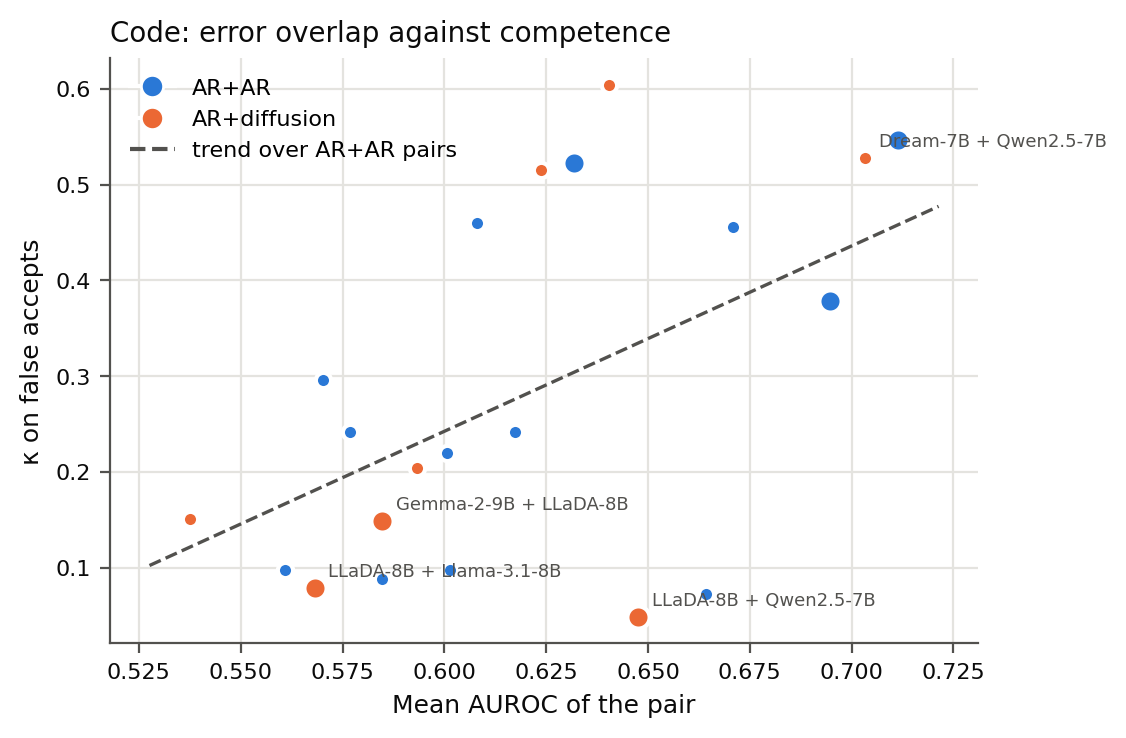 Code: error overlap against competence
AR+AR
AR+diffusion
trend over AR+AR pairs
κ on false accepts
0.6
0.5
0.4
0.3
0.2
0.1
Dream-7B + Qwen2.5-7B
Gemma-2-9B + LLaDA-8B
LLaDA-8B + Llama-3.1-8B
LLaDA-8B + Qwen2.5-7B
0.525 0.550 0.575 0.600 0.625 0.650 0.675 0.700 0.725
Mean AUROC of the pair